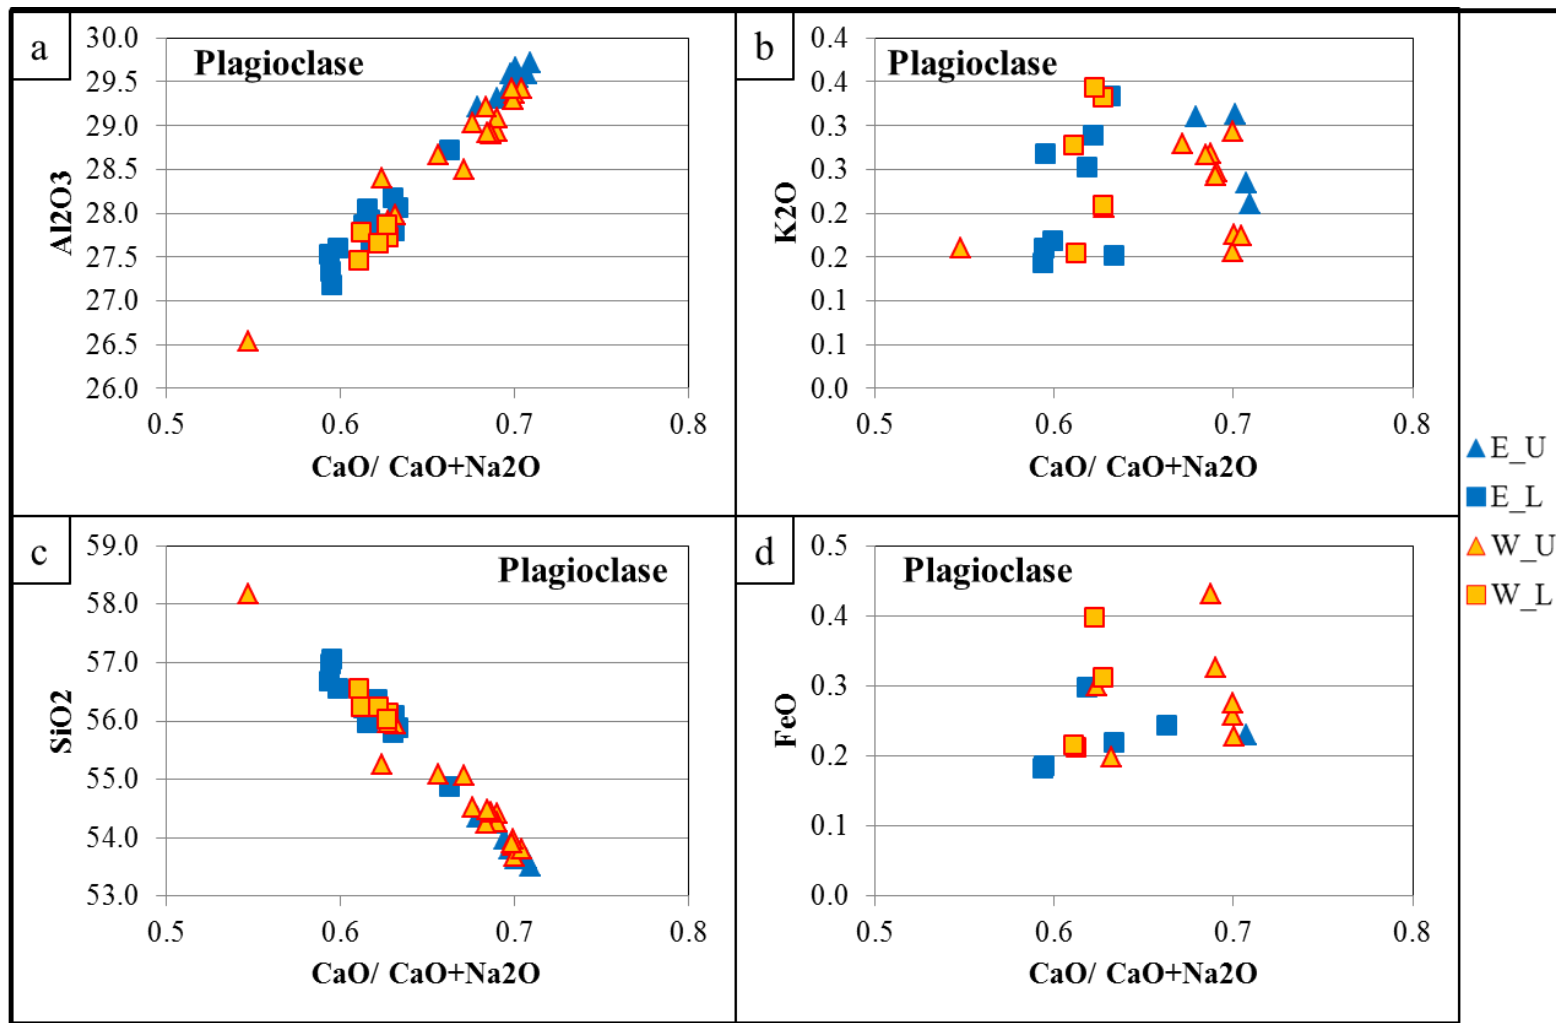 a
Plagioclase
30.0
29.5
29.0
28.5
28.0
27.5
27.0
26.5
26.0
Al2O3
0.5 0.6 0.7 0.8
CaO/ CaO+Na2O
b
Plagioclase
0.4
0.4
0.3
0.3
0.2
0.2
0.1
0.1
0.0
K2O
0.5 0.6 0.7 0.8
CaO/ CaO+Na2O
c
Plagioclase
59.0
58.0
57.0
56.0
55.0
54.0
53.0
SiO2
0.5 0.6 0.7 0.8
CaO/ CaO+Na2O
d
Plagioclase
0.5
0.4
0.3
0.2
0.1
0.0
FeO
0.5 0.6 0.7 0.8
CaO/ CaO+Na2O
E_U
E_L
W_U
W_L